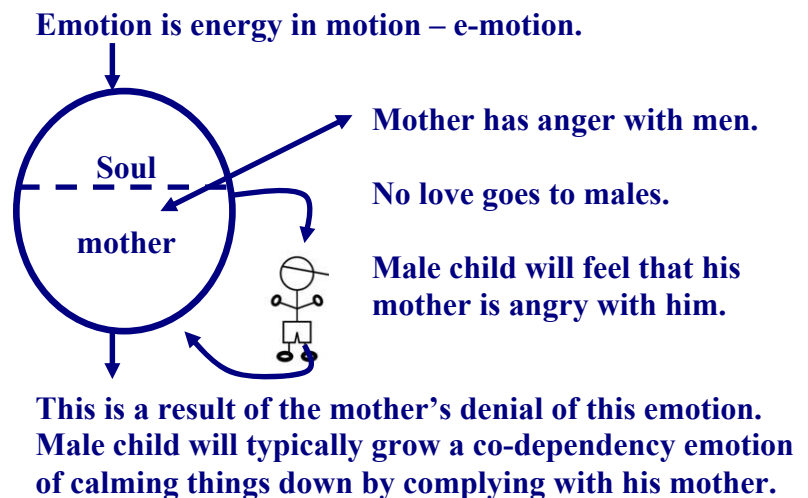 Emotion is energy in motion – e-motion.
Mother has anger with men.
Soul
No love goes to males.
mother
Male child will feel that his
mother is angry with him.
This is a result of the mother’s denial of this emotion.
Male child will typically grow a co-dependency emotion
of calming things down by complying with his mother.